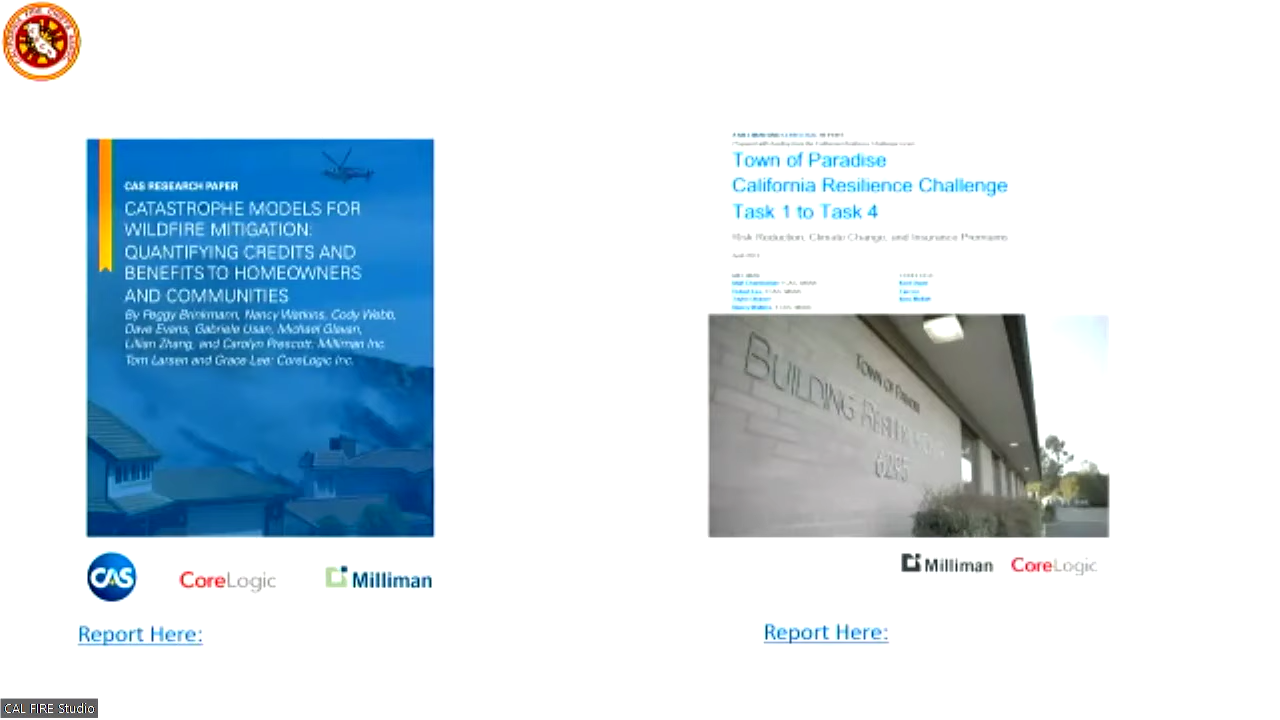 CAS RESEARCH PAPER
CATASTROPHE MODELS FOR
WILDFIRE MITIGATION:
QUANTIFYING CREDITS AND
BENEFITS TO HOMEOWNERS
AND COMMUNITIES
By Peggy Brinkmann, Nancy Watkins, Cody Webb,
Dave Evans, Gabriele Usan, Michael Glavan,
Lillian Zhang, and Carolyn Prescott: Milliman Inc
Tom Larsen and Grace Lee: CoreLogic Inc.
CAS
CoreLogic
Milliman
Report Here:
Town of Paradise
California Resilience Challenge
Task 1 to Task 4
Risk Reduction, Climate Change, and Insurance Premiums
TOWN OF PARADISE
BUILDING
6295
Milliman
CoreLogic
Report Here:
CAL FIRE Studio